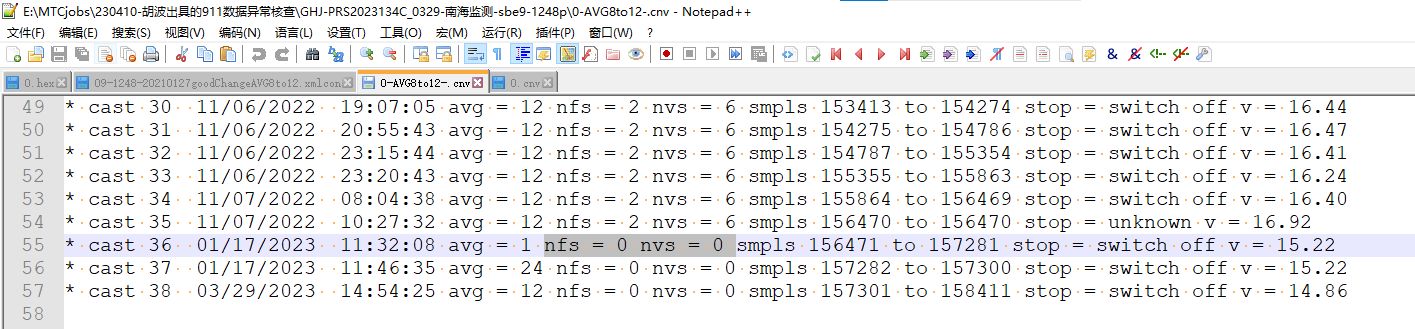 E:\MTCjobs\230410-胡波出具的911数据异常核查\GHJ-PRS2023134C_0329-南海监测-sbe9-1248p\0-AVG8to12-.cnv - Notepad++
文件(F) 编辑(E) 搜索(S) 视图(V) 编码(N) 语言(L) 设置(T) 工具(O) 宏(M) 运行(R) 插件(P) 窗口(W) ?
0.hex 09-1248-20210127goodChangeAVG8to12.xmlcon 0-AVG8to12-.cnv 0.cnv
49 * cast 30 11/06/2022 19:07:05 avg = 12 nfs = 2 nvs = 6 smpls 153413 to 154274 stop = switch off v = 16.44
50 * cast 31 11/06/2022 20:55:43 avg = 12 nfs = 2 nvs = 6 smpls 154275 to 154786 stop = switch off v = 16.47
51 * cast 32 11/06/2022 23:15:44 avg = 12 nfs = 2 nvs = 6 smpls 154787 to 155354 stop = switch off v = 16.41
52 * cast 33 11/06/2022 23:20:43 avg = 12 nfs = 2 nvs = 6 smpls 155355 to 155863 stop = switch off v = 16.24
53 * cast 34 11/07/2022 08:04:38 avg = 12 nfs = 2 nvs = 6 smpls 155864 to 156469 stop = switch off v = 16.40
54 * cast 35 11/07/2022 10:27:32 avg = 12 nfs = 2 nvs = 6 smpls 156470 to 156470 stop = unknown v = 16.92
55 * cast 36 01/17/2023 11:32:08 avg = 1 nfs = 0 nvs = 0 smpls 156471 to 157281 stop = switch off v = 15.22
56 * cast 37 01/17/2023 11:46:35 avg = 24 nfs = 0 nvs = 0 smpls 157282 to 157300 stop = switch off v = 15.22
57 * cast 38 03/29/2023 14:54:25 avg = 12 nfs = 0 nvs = 0 smpls 157301 to 158411 stop = switch off v = 14.86
58